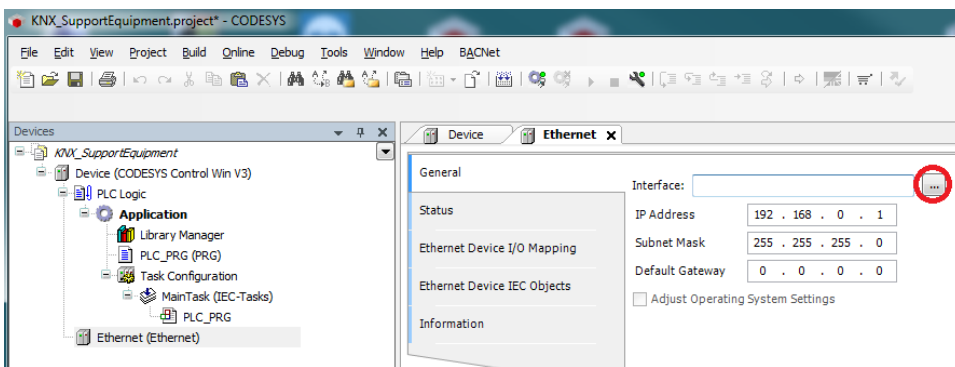 KNX_SupportEquipment.project* - CODESYS
File Edit View Project Build Online Debug Tools Window Help BACNet
Devices
KNX_SupportEquipment
Device (CODESYS Control Win V3)
PLC Logic
Application
Library Manager
PLC_PRG (PRG)
Task Configuration
MainTask (IEC-Tasks)
PLC_PRG
Ethernet (Ethernet)
Device Ethernet X
General
Status
Ethernet Device I/O Mapping
Ethernet Device IEC Objects
Information
Interface: ...
IP Address 192 . 168 . 0 . 1
Subnet Mask 255 . 255 . 255 . 0
Default Gateway 0 . 0 . 0 . 0
Adjust Operating System Settings